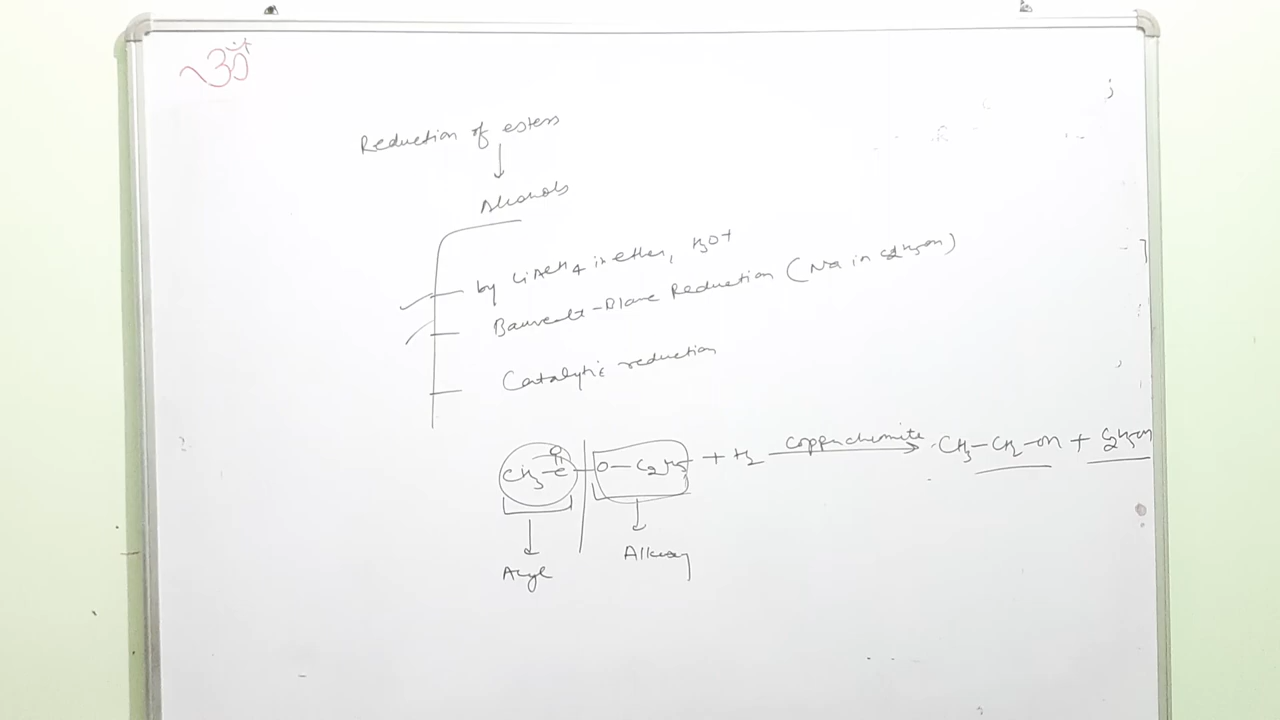 ॐ
Reduction of esters
↓
Alcohols
by LiAlH4 in ether, H3O+
Bauveult-Blanc Reduction (Na in C2H5OH)
Catalytic reduction
CH3-C(=O)-O-C2H5 + H2 Copper chromite → CH3-CH2-OH + C2H5OH
Acyl
Alkoxy